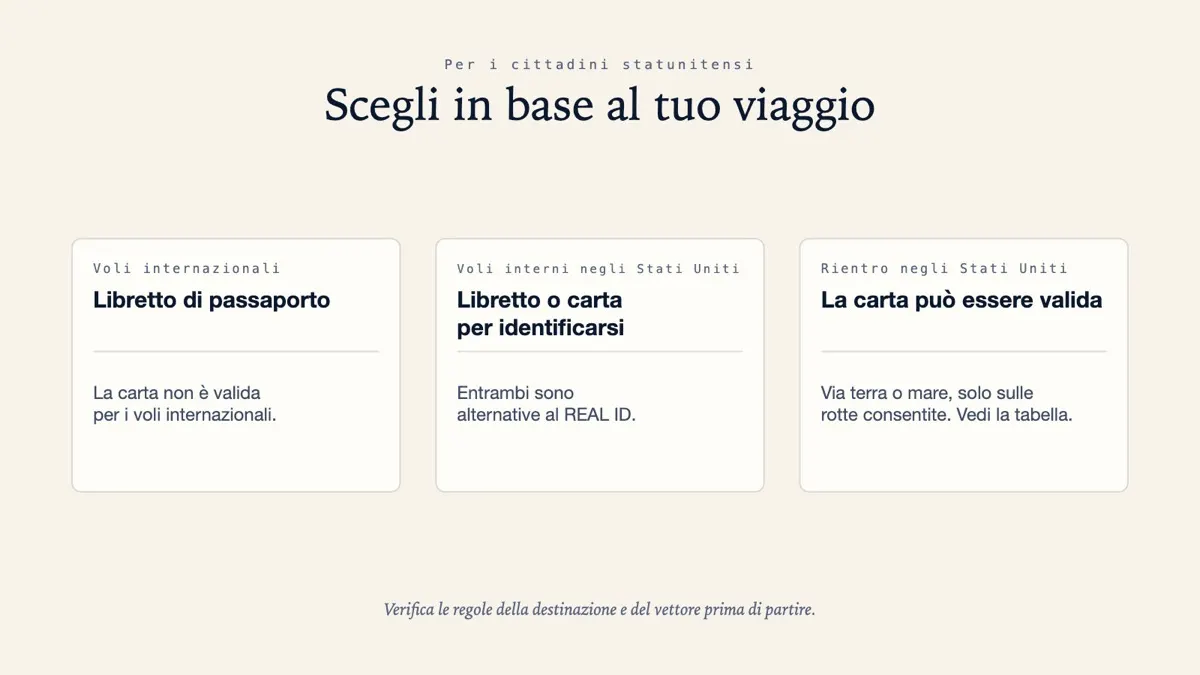 Per i cittadini statunitensi
Scegli in base al tuo viaggio
Voli internazionali
Libretto di passaporto
La carta non è valida
per i voli internazionali.
Voli interni negli Stati Uniti
Libretto o carta
per identificarsi
Entrambi sono
alternative al REAL ID.
Rientro negli Stati Uniti
La carta può essere valida
Via terra o mare, solo sulle
rotte consentite. Vedi la tabella.
Verifica le regole della destinazione e del vettore prima di partire.